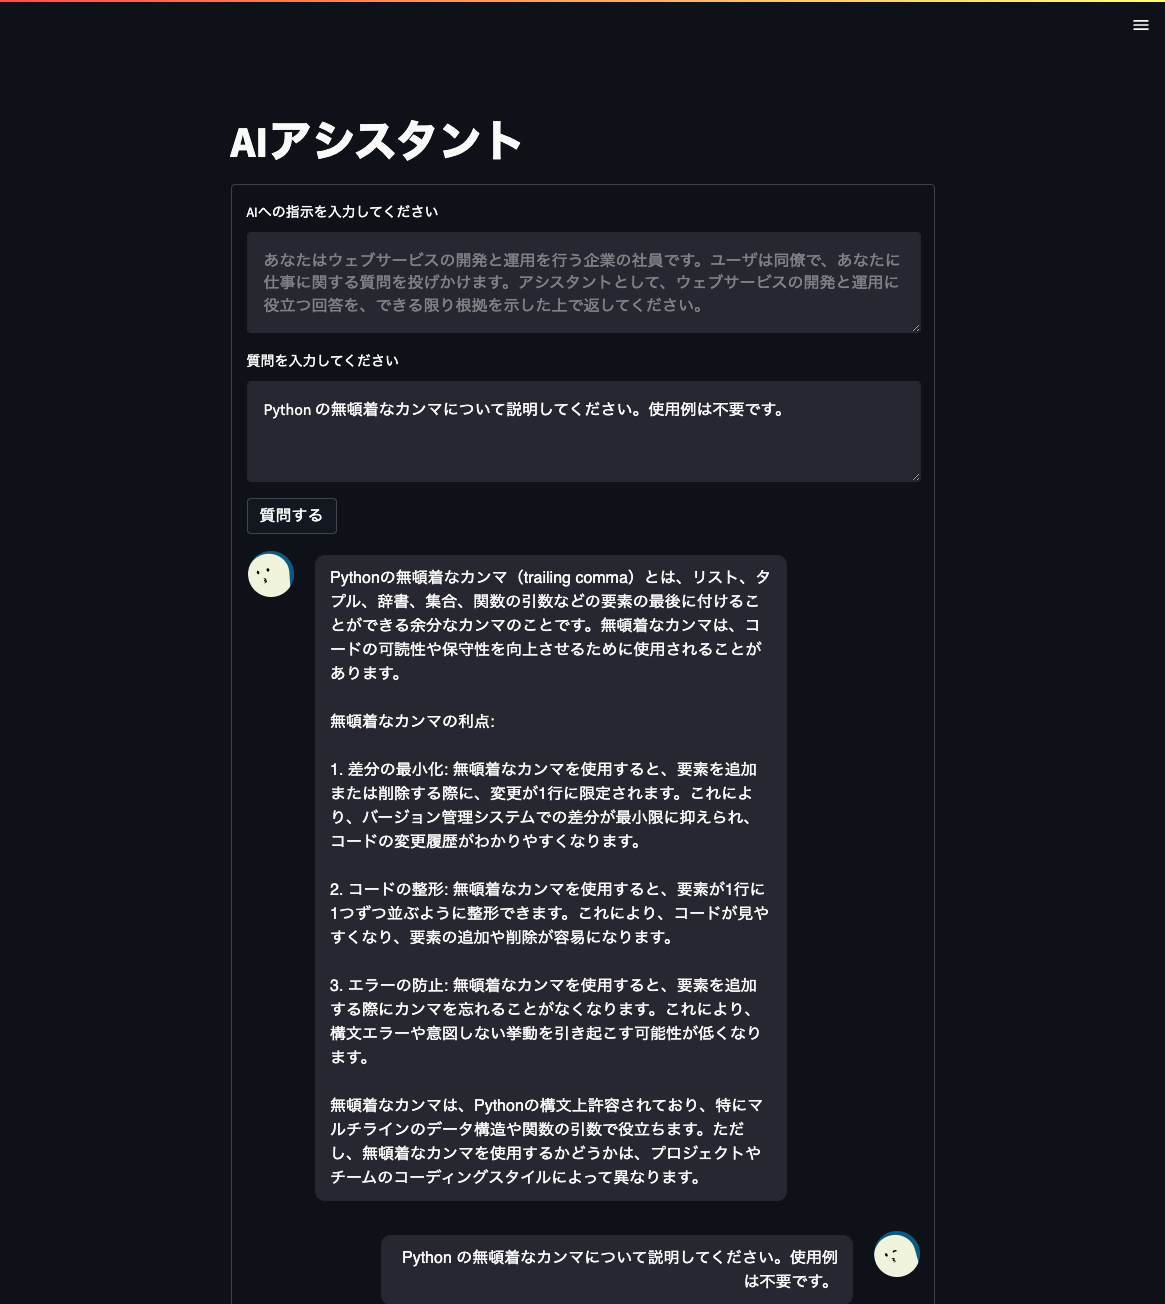 AIアシスタント
AIへの指示を入力してください
あなたはウェブサービスの開発と運用を行う企業の社員です。ユーザは同僚で、あなたに
仕事に関する質問を投げかけます。アシスタントとして、ウェブサービスの開発と運用に
役立つ回答を、できる限り根拠を示した上で返してください。
質問を入力してください
Python の無頓着なカンマについて説明してください。使用例は不要です。
質問する
Pythonの無頓着なカンマ（trailing comma）とは、リスト、タ
プル、辞書、集合、関数の引数などの要素の最後に付けるこ
とができる余分なカンマのことです。無頓着なカンマは、コ
ードの可読性や保守性を向上させるために使用されることが
あります。
無頓着なカンマの利点:
1. 差分の最小化: 無頓着なカンマを使用すると、要素を追加
または削除する際に、変更が1行に限定されます。これによ
り、バージョン管理システムでの差分が最小限に抑えられ、
コードの変更履歴がわかりやすくなります。
2. コードの整形: 無頓着なカンマを使用すると、要素が1行に
1つずつ並ぶように整形できます。これにより、コードが見や
すくなり、要素の追加や削除が容易になります。
3. エラーの防止: 無頓着なカンマを使用すると、要素を追加
する際にカンマを忘れることがなくなります。これにより、
構文エラーや意図しない挙動を引き起こす可能性が低くなり
ます。
無頓着なカンマは、Pythonの構文上許容されており、特にマ
ルチラインのデータ構造や関数の引数で役立ちます。ただ
し、無頓着なカンマを使用するかどうかは、プロジェクトや
チームのコーディングスタイルによって異なります。
Python の無頓着なカンマについて説明してください。使用例
は不要です。